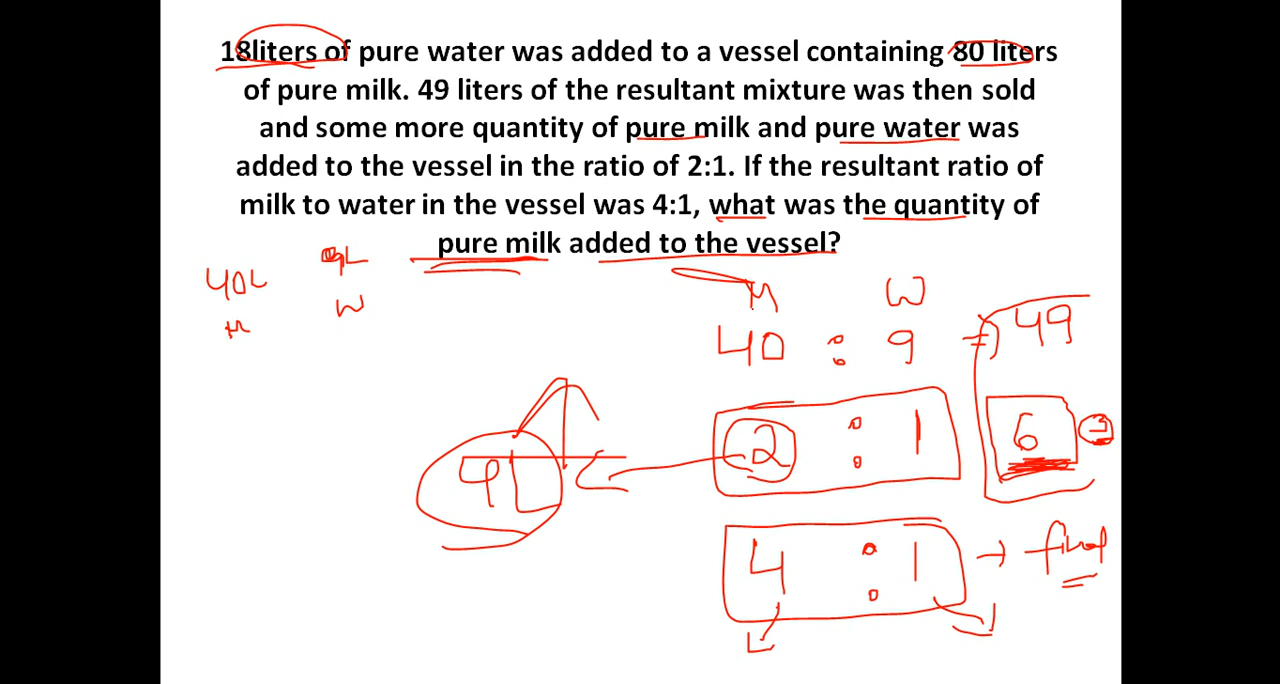 18liters of pure water was added to a vessel containing 80 liters
of pure milk. 49 liters of the resultant mixture was then sold
and some more quantity of pure milk and pure water was
added to the vessel in the ratio of 2:1. If the resultant ratio of
milk to water in the vessel was 4:1, what was the quantity of
pure milk added to the vessel?
40L 9L
M W
M W
40 : 9 49
2 : 1 6 3
4L
4 : 1 → final